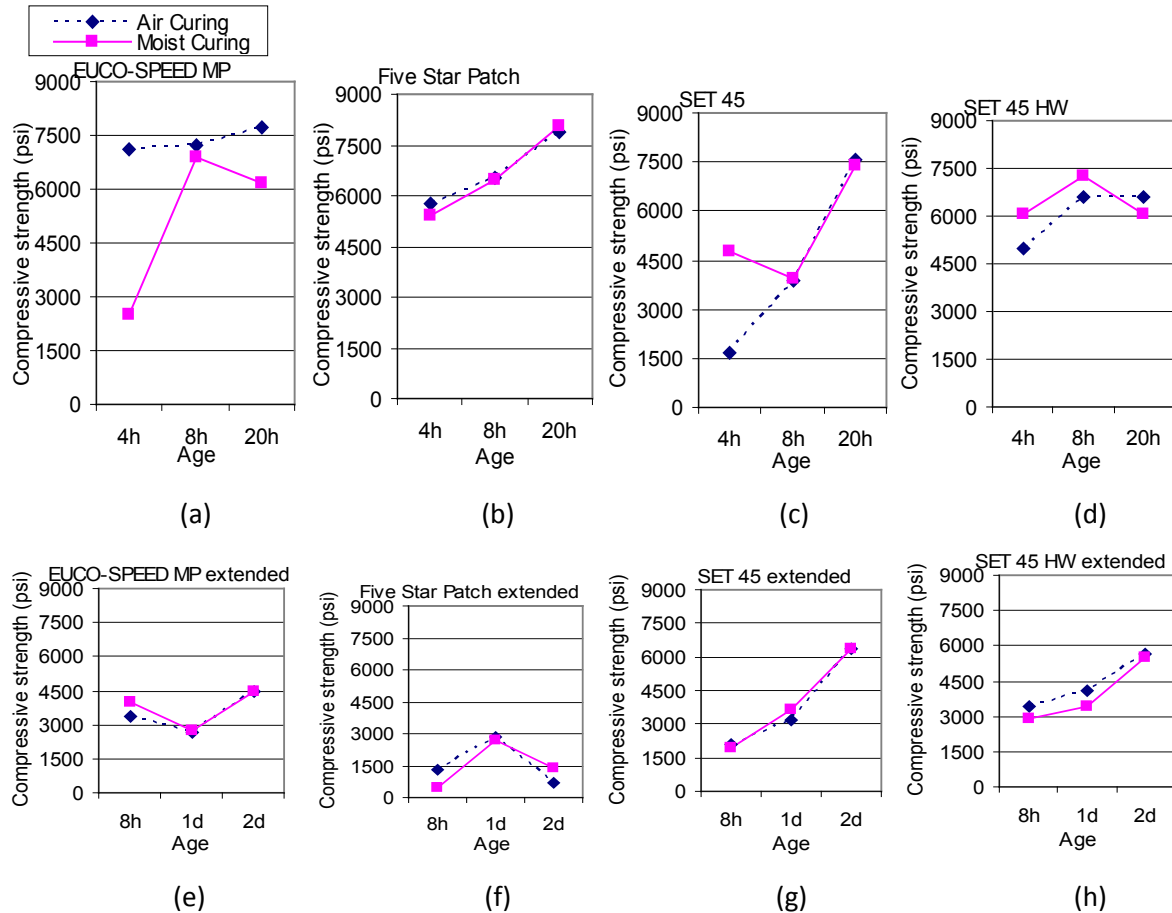 Air Curing
Moist Curing
EUCO-SPEED MP
Compressive strength (psi)
9000
7500
6000
4500
3000
1500
0
4h 8h 20h
Age
(a)
Five Star Patch
Compressive strength (psi)
9000
7500
6000
4500
3000
1500
0
4h 8h 20h
Age
(b)
SET 45
Compressive strength (psi)
9000
7500
6000
4500
3000
1500
0
4h 8h 20h
Age
(c)
SET 45 HW
Compressive strength (psi)
9000
7500
6000
4500
3000
1500
0
4h 8h 20h
Age
(d)
EUCO-SPEED MP extended
Compressive strength (psi)
9000
7500
6000
4500
3000
1500
0
8h 1d 2d
Age
(e)
Five Star Patch extended
Compressive strength (psi)
9000
7500
6000
4500
3000
1500
0
8h 1d 2d
Age
(f)
SET 45 extended
Compressive strength (psi)
9000
7500
6000
4500
3000
1500
0
8h 1d 2d
Age
(g)
SET 45 HW extended
Compressive strength (psi)
9000
7500
6000
4500
3000
1500
0
8h 1d 2d
Age
(h)